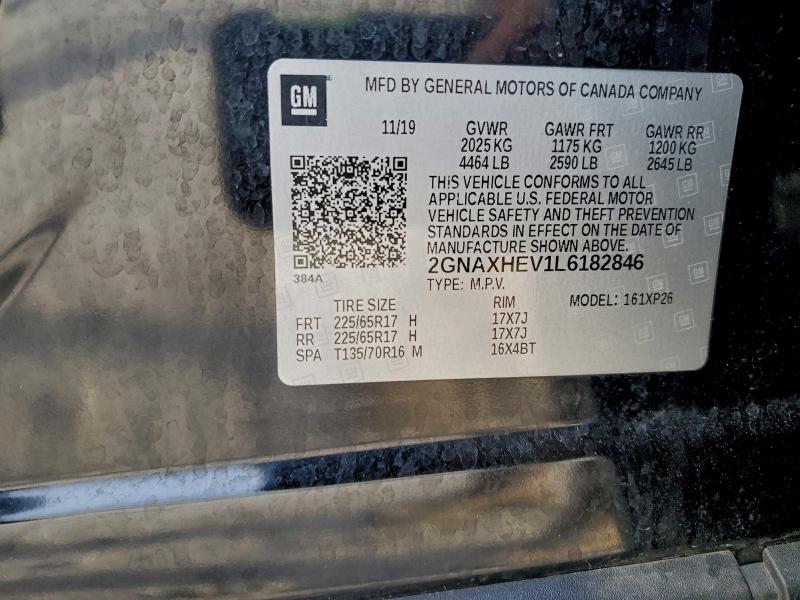 GM
MFD BY GENERAL MOTORS OF CANADA COMPANY
11/19 GVWR GAWR FRT GAWR RR
2025 KG 1175 KG 1200 KG
4464 LB 2590 LB 2645 LB
THIS VEHICLE CONFORMS TO ALL
APPLICABLE U.S. FEDERAL MOTOR
VEHICLE SAFETY AND THEFT PREVENTION
STANDARDS IN EFFECT ON THE DATE OF
MANUFACTURE SHOWN ABOVE.
384A
2GNAXHEV1L6182846
TYPE: M.P.V. MODEL: 161XP26
TIRE SIZE RIM
FRT 225/65R17 H 17X7J
RR 225/65R17 H 17X7J
SPA T135/70R16 M 16X4BT